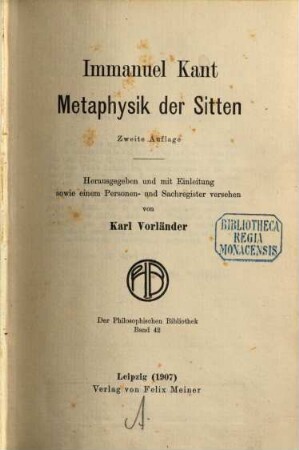 Immanuel Kant
Metaphysik der Sitten
Zweite Auflage
Herausgegeben und mit Einleitung
sowie einem Personen- und Sachregister versehen
von
Karl Vorländer
BIBLIOTHECA
REGIA
MONACENSIS
Der Philosophischen Bibliothek
Band 42
Leipzig (1907)
Verlag von Felix Meiner
A.